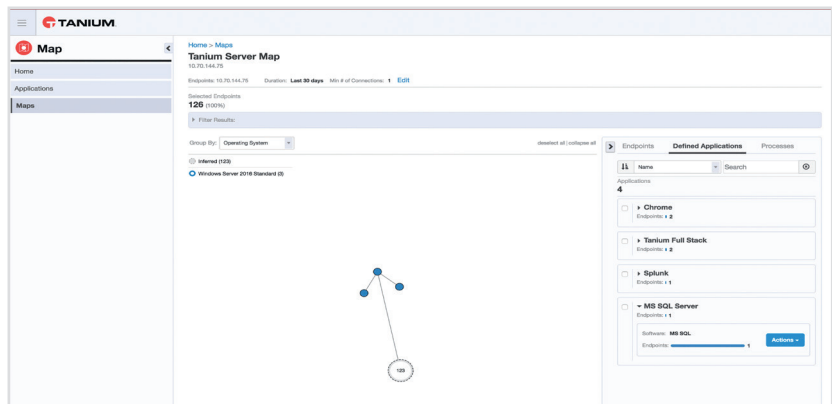 TANIUM
Map
Home
Applications
Maps
Home > Maps
Tanium Server Map
10.70.144.75
Endpoints: 10.70.144.75 Duration: Last 30 days Min # of Connections: 1 Edit
Selected Endpoints
126 (100%)
Filter Results:
Group By: Operating System
deselect all | collapse all
Inferred (123)
Windows Server 2016 Standard (3)
123
Endpoints Defined Applications Processes
Name Search
Applications
4
Chrome
Endpoints: 2
Tanium Full Stack
Endpoints: 2
Splunk
Endpoints: 1
MS SQL Server
Endpoints: 1
Software: MS SQL
Endpoints: 1
Actions